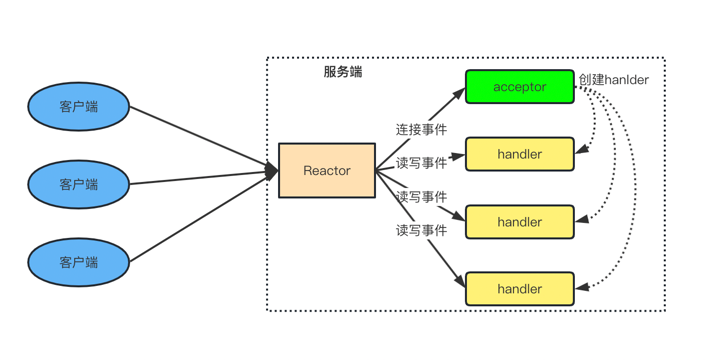 服务端
客户端
客户端
客户端
Reactor
acceptor
创建hanlder
连接事件
读写事件
handler
读写事件
handler
读写事件
handler